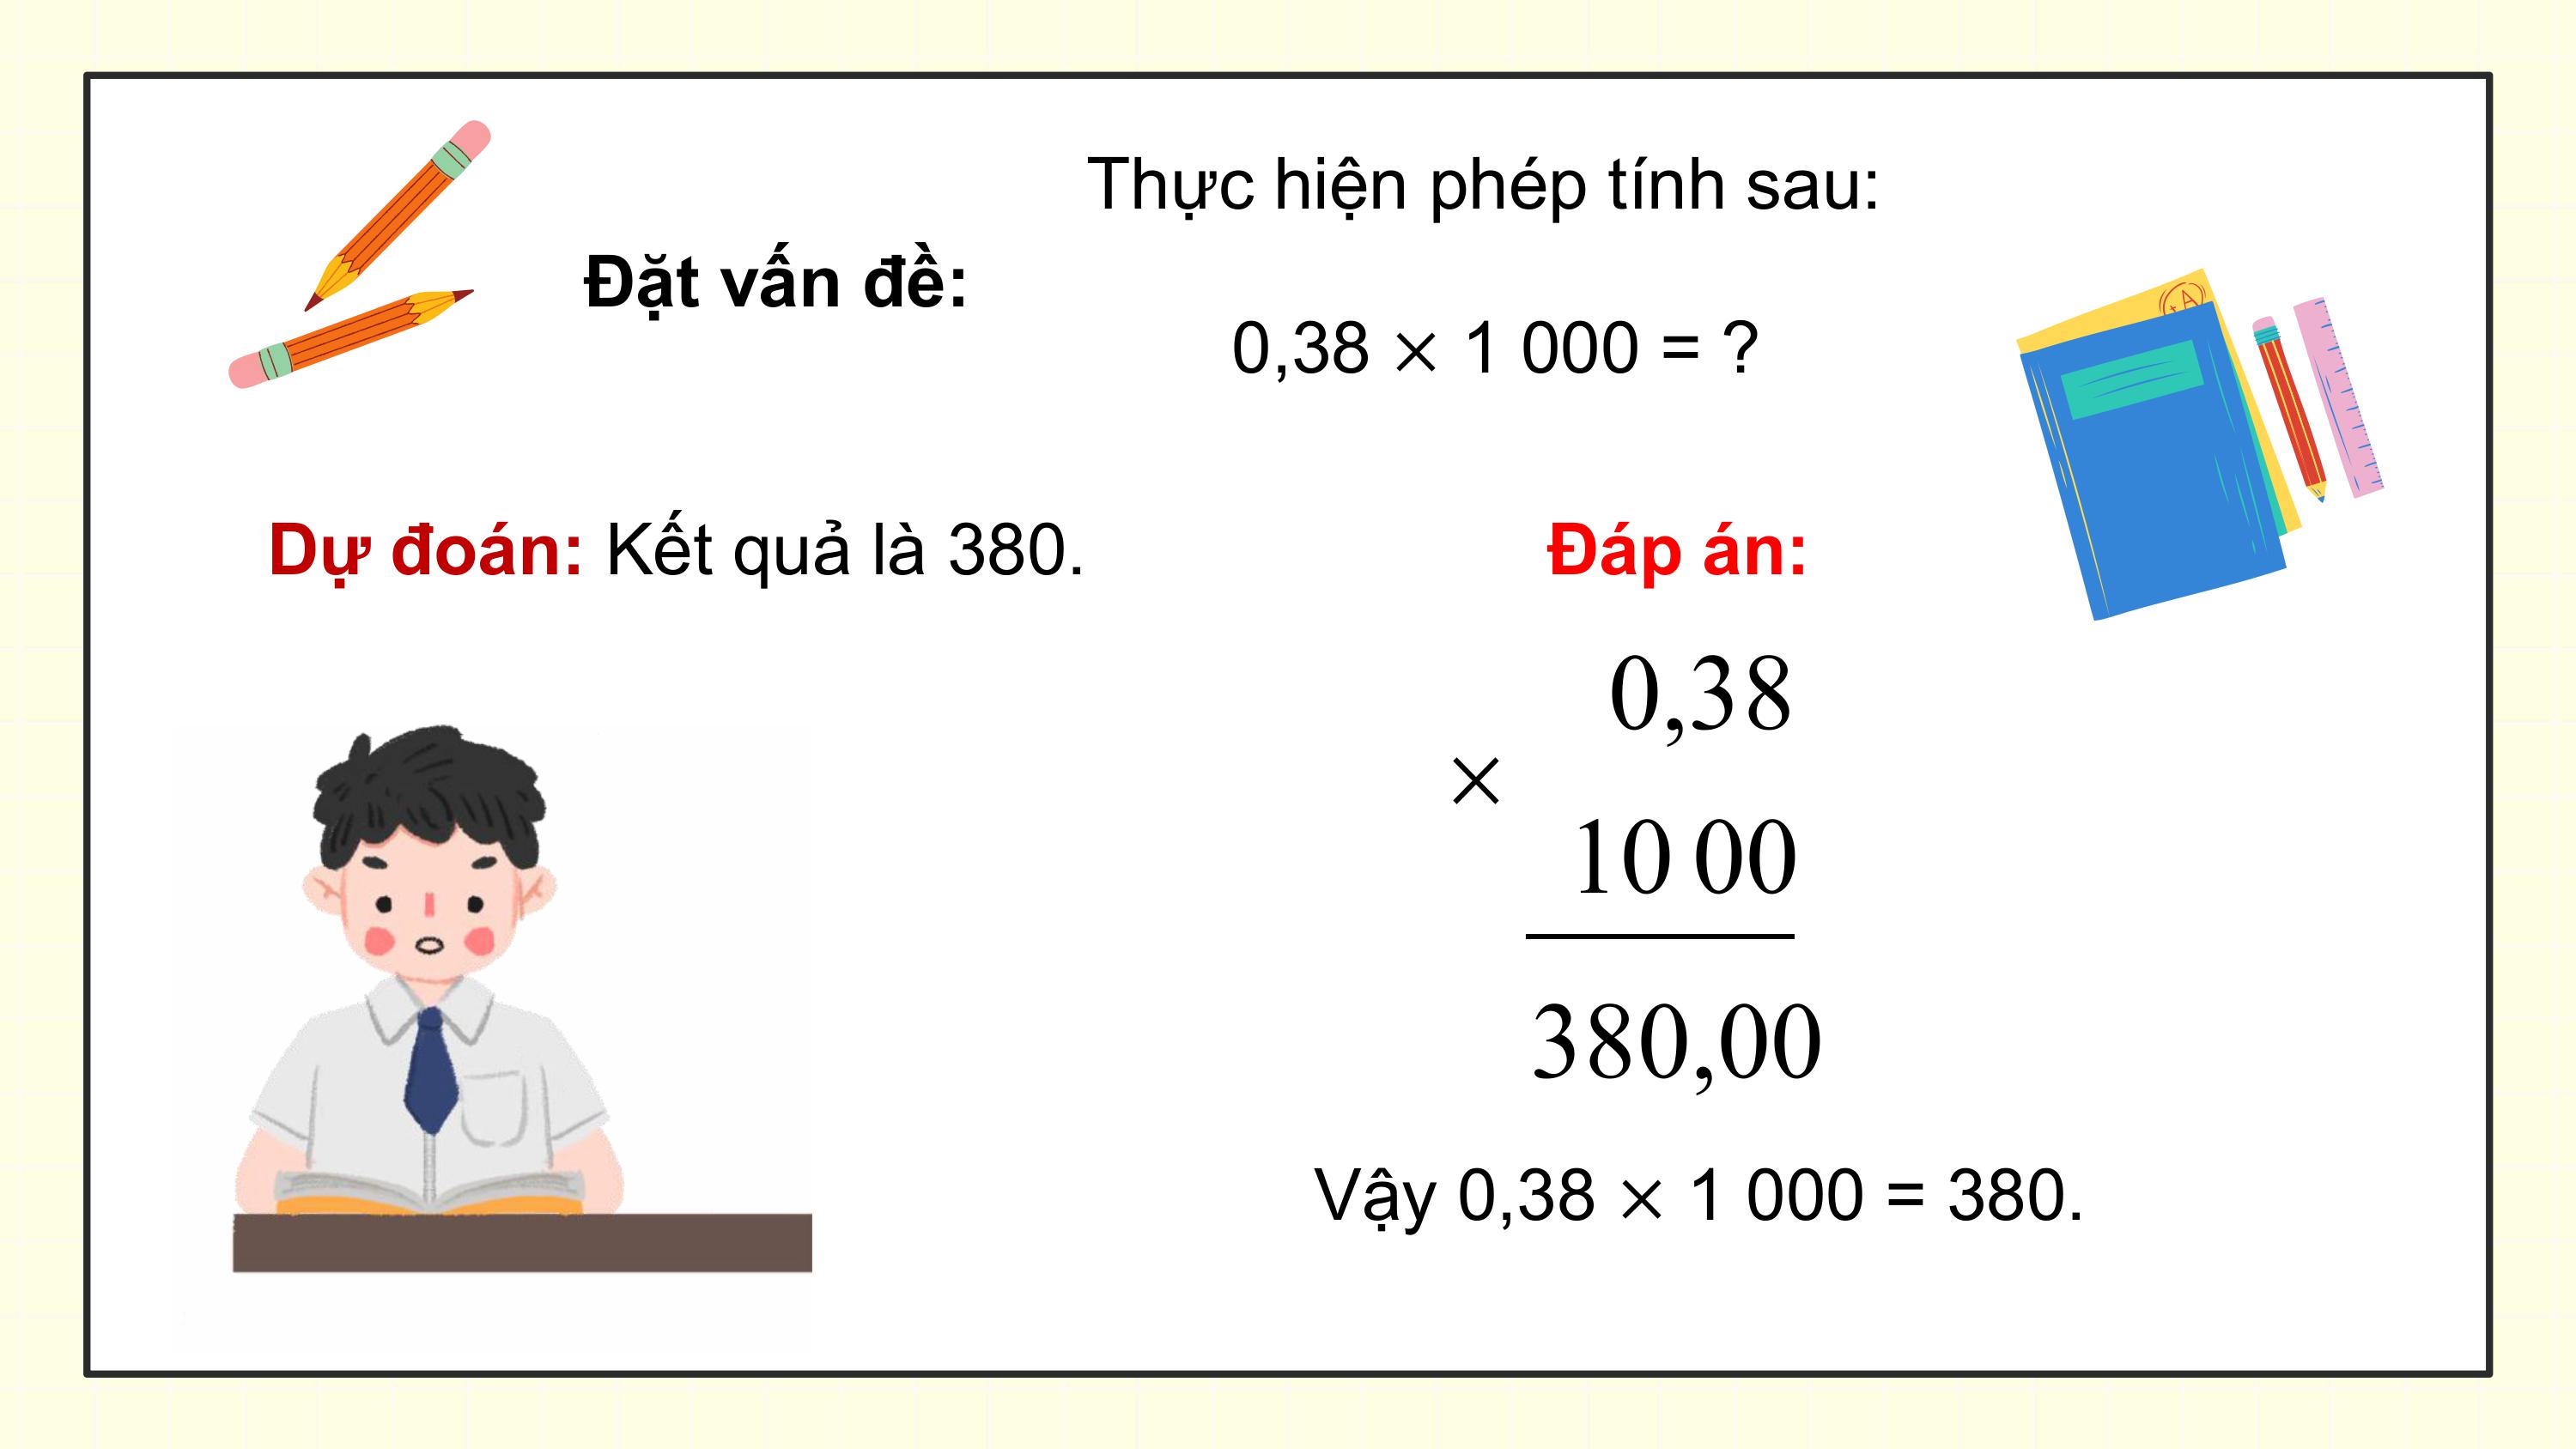 Thực hiện phép tính sau:
Đặt vấn đề:
0,38 × 1 000 = ?
Dự đoán: Kết quả là 380.
Đáp án:
0,38
×
10 00
380,00
Vậy 0,38 × 1 000 = 380.
A+